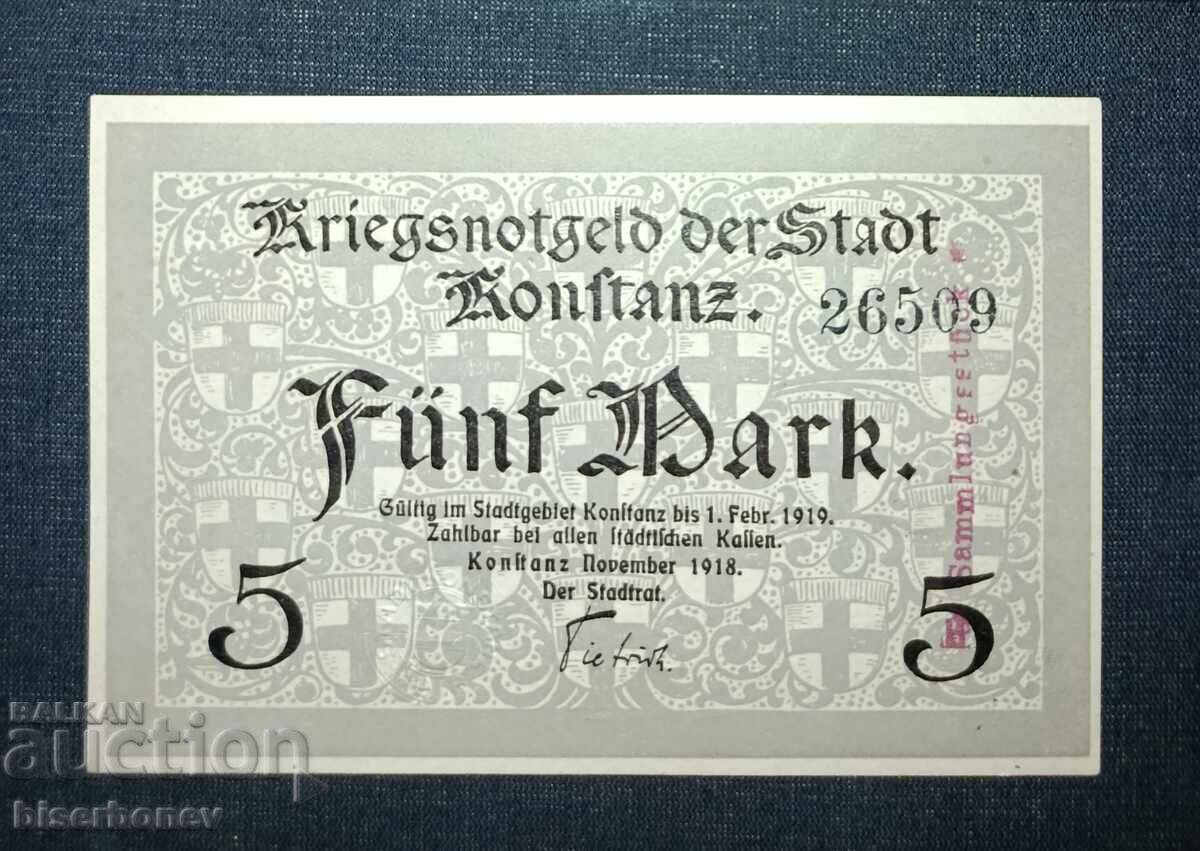 Kriegsnotgeld der Stadt
Konſtanz.
26509
Fünf Mark.
Gültig im Stadtgebiet Konſtanz bis 1. Febr. 1919.
Zahlbar bei allen ſtädtiſchen Kaſſen.
Konſtanz November 1918.
Der Stadtrat.
5
5
Sammlungsstück
BALKAN
auction
biserbonev